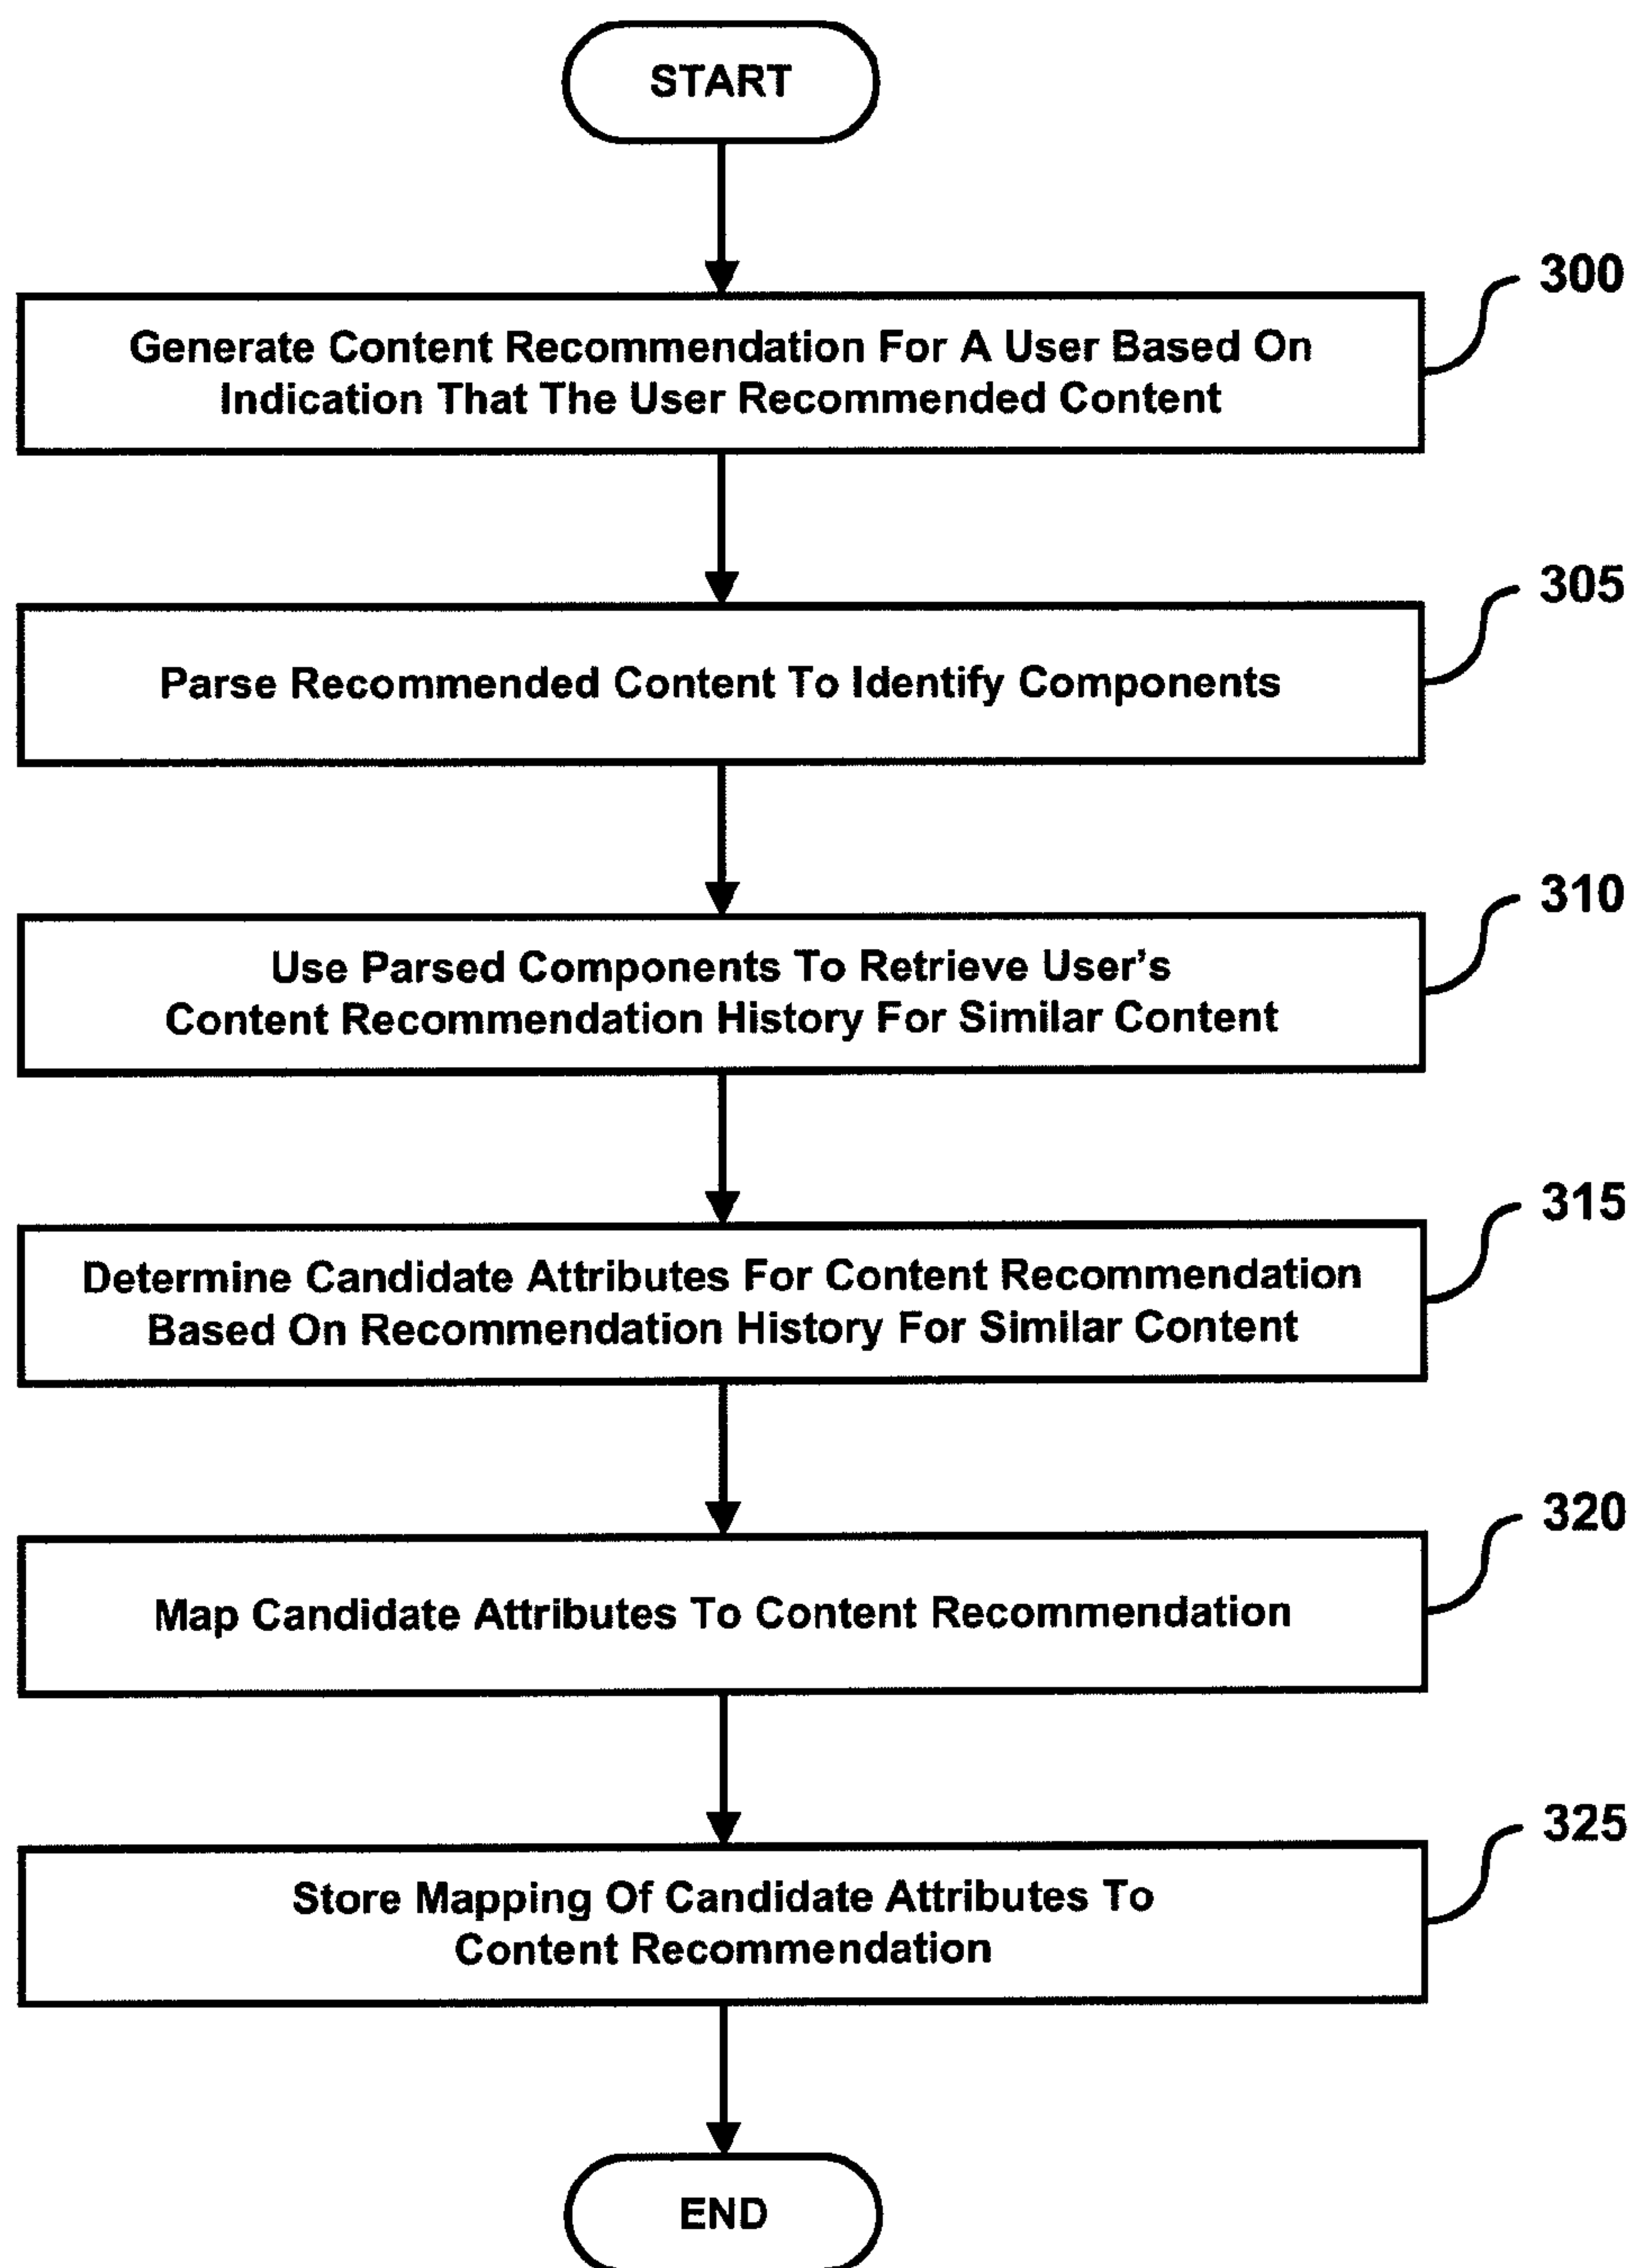 START
300
Generate Content Recommendation For A User Based On
Indication That The User Recommended Content
305
Parse Recommended Content To Identify Components
310
Use Parsed Components To Retrieve User's
Content Recommendation History For Similar Content
315
Determine Candidate Attributes For Content Recommendation
Based On Recommendation History For Similar Content
320
Map Candidate Attributes To Content Recommendation
325
Store Mapping Of Candidate Attributes To
Content Recommendation
END